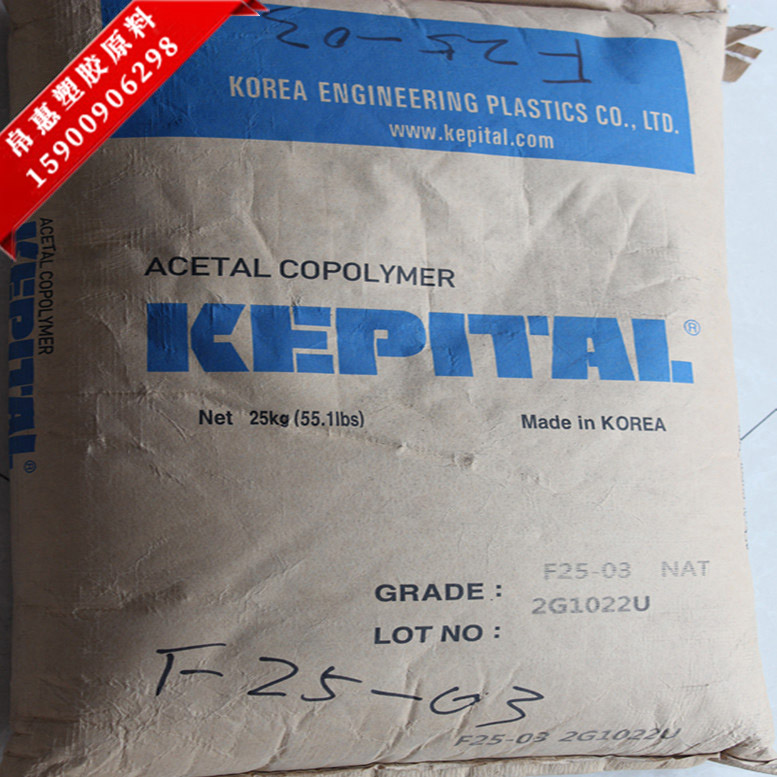 帛惠塑胶原料
15900906298
F25-03
KOREA ENGINEERING PLASTICS CO., LTD.
www.kepital.com
ACETAL COPOLYMER
KEPITAL®
Net 25kg (55.1lbs)
Made in KOREA
ACETAL COPOLYMER
KEPITAL®
GRADE : F25-03 NAT
LOT NO : 2G1022U
F25-03
F25-03 2G1022U